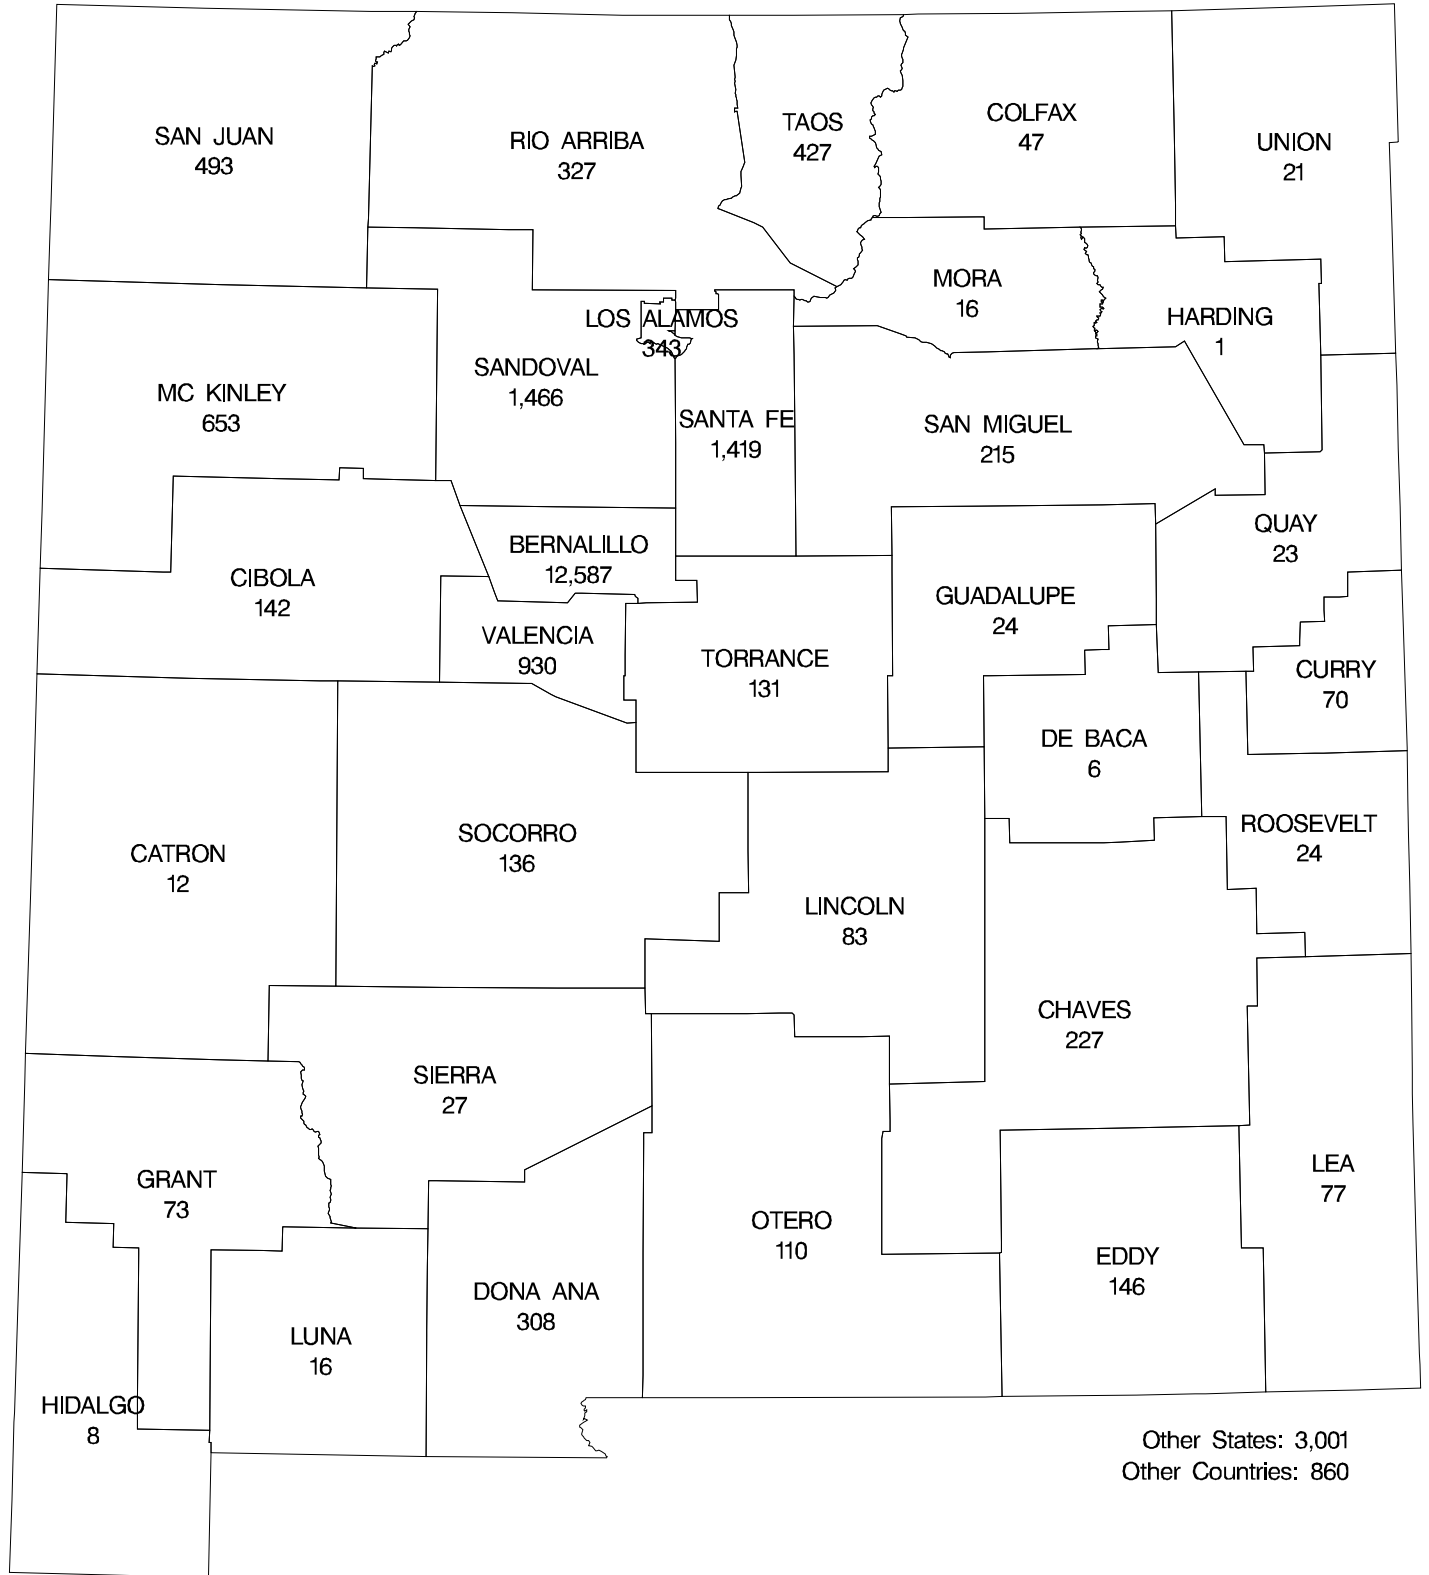 SAN JUAN
493
RIO ARRIBA
327
TAOS
427
COLFAX
47
UNION
21
MORA
16
HARDING
1
LOS ALAMOS
343
SANDOVAL
1,466
MC KINLEY
653
SANTA FE
1,419
SAN MIGUEL
215
QUAY
23
BERNALILLO
12,587
CIBOLA
142
GUADALUPE
24
VALENCIA
930
TORRANCE
131
CURRY
70
DE BACA
6
ROOSEVELT
24
SOCORRO
136
CATRON
12
LINCOLN
83
CHAVES
227
SIERRA
27
LEA
77
GRANT
73
OTERO
110
EDDY
146
DONA ANA
308
LUNA
16
HIDALGO
8
Other States: 3,001
Other Countries: 860